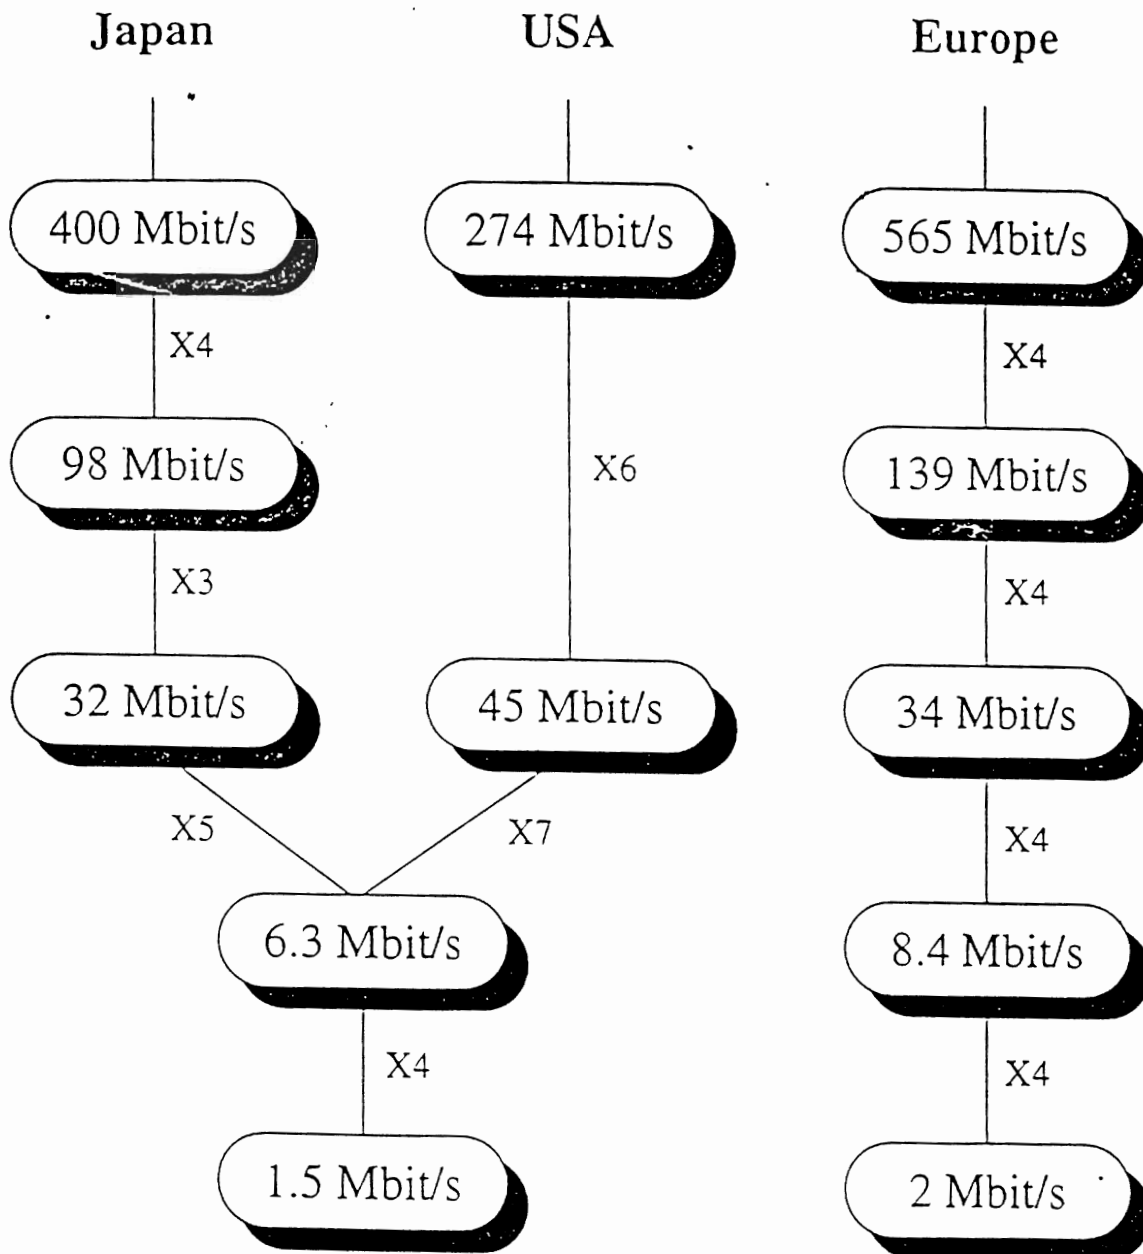 Japan
USA
Europe
400 Mbit/s
274 Mbit/s
565 Mbit/s
X4
X4
98 Mbit/s
X6
139 Mbit/s
X3
X4
32 Mbit/s
45 Mbit/s
34 Mbit/s
X5
X7
X4
6.3 Mbit/s
8.4 Mbit/s
X4
X4
1.5 Mbit/s
2 Mbit/s